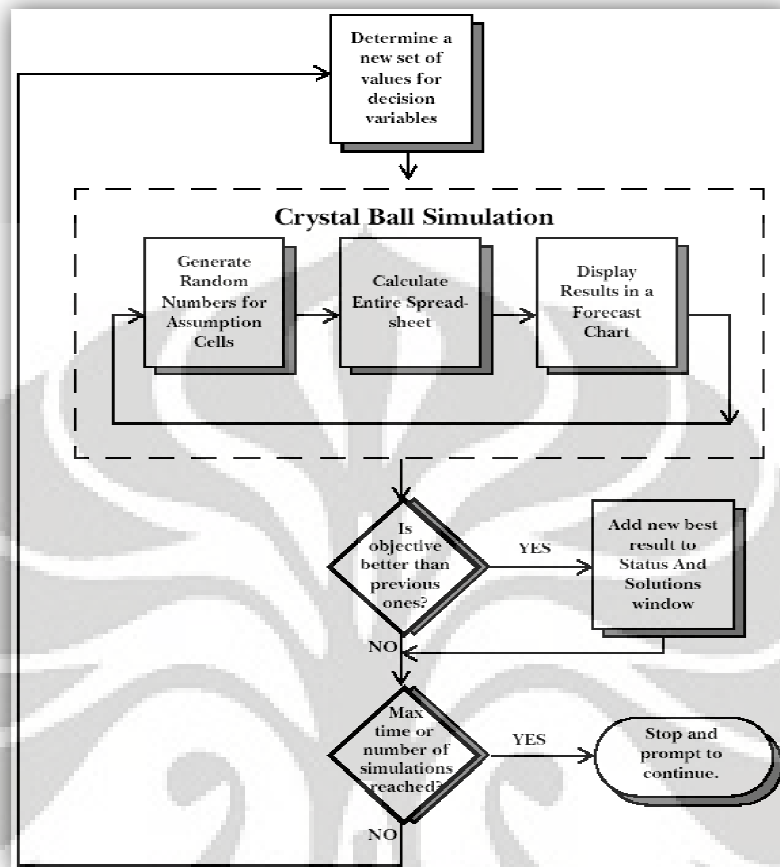 Determine a
new set of
values for
decision
variables
Crystal Ball Simulation
Generate
Random
Numbers for
Assumption
Cells
Calculate
Entire Spread-
sheet
Display
Results in a
Forecast
Chart
Is
objective
better than
previous
ones?
YES
Add new best
result to
Status And
Solutions
window
NO
Max
time or
number of
simulations
reached?
YES
Stop and
prompt to
continue.
NO